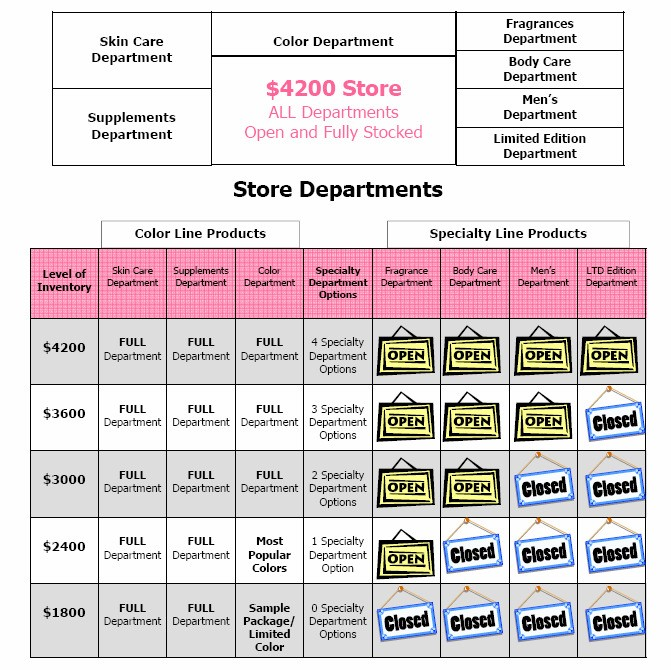 Skin Care
Department
Color Department
Fragrances
Department
Body Care
Department
Supplements
Department
$4200 Store
ALL Departments
Open and Fully Stocked
Men's
Department
Limited Edition
Department
Store Departments
Color Line Products
Specialty Line Products
Level of
Inventory
Skin Care
Department
Supplements
Department
Color
Department
Specialty
Department
Options
Fragrance
Department
Body Care
Department
Men's
Department
LTD Edition
Department
$4200
FULL
Department
FULL
Department
FULL
Department
4 Specialty
Department
Options
OPEN
OPEN
OPEN
OPEN
$3600
FULL
Department
FULL
Department
FULL
Department
3 Specialty
Department
Options
OPEN
OPEN
OPEN
Closed
$3000
FULL
Department
FULL
Department
FULL
Department
2 Specialty
Department
Options
OPEN
OPEN
Closed
Closed
$2400
FULL
Department
FULL
Department
Most
Popular
Colors
1 Specialty
Department
Option
OPEN
Closed
Closed
Closed
$1800
FULL
Department
FULL
Department
Sample
Package/
Limited
Color
0 Specialty
Department
Options
Closed
Closed
Closed
Closed